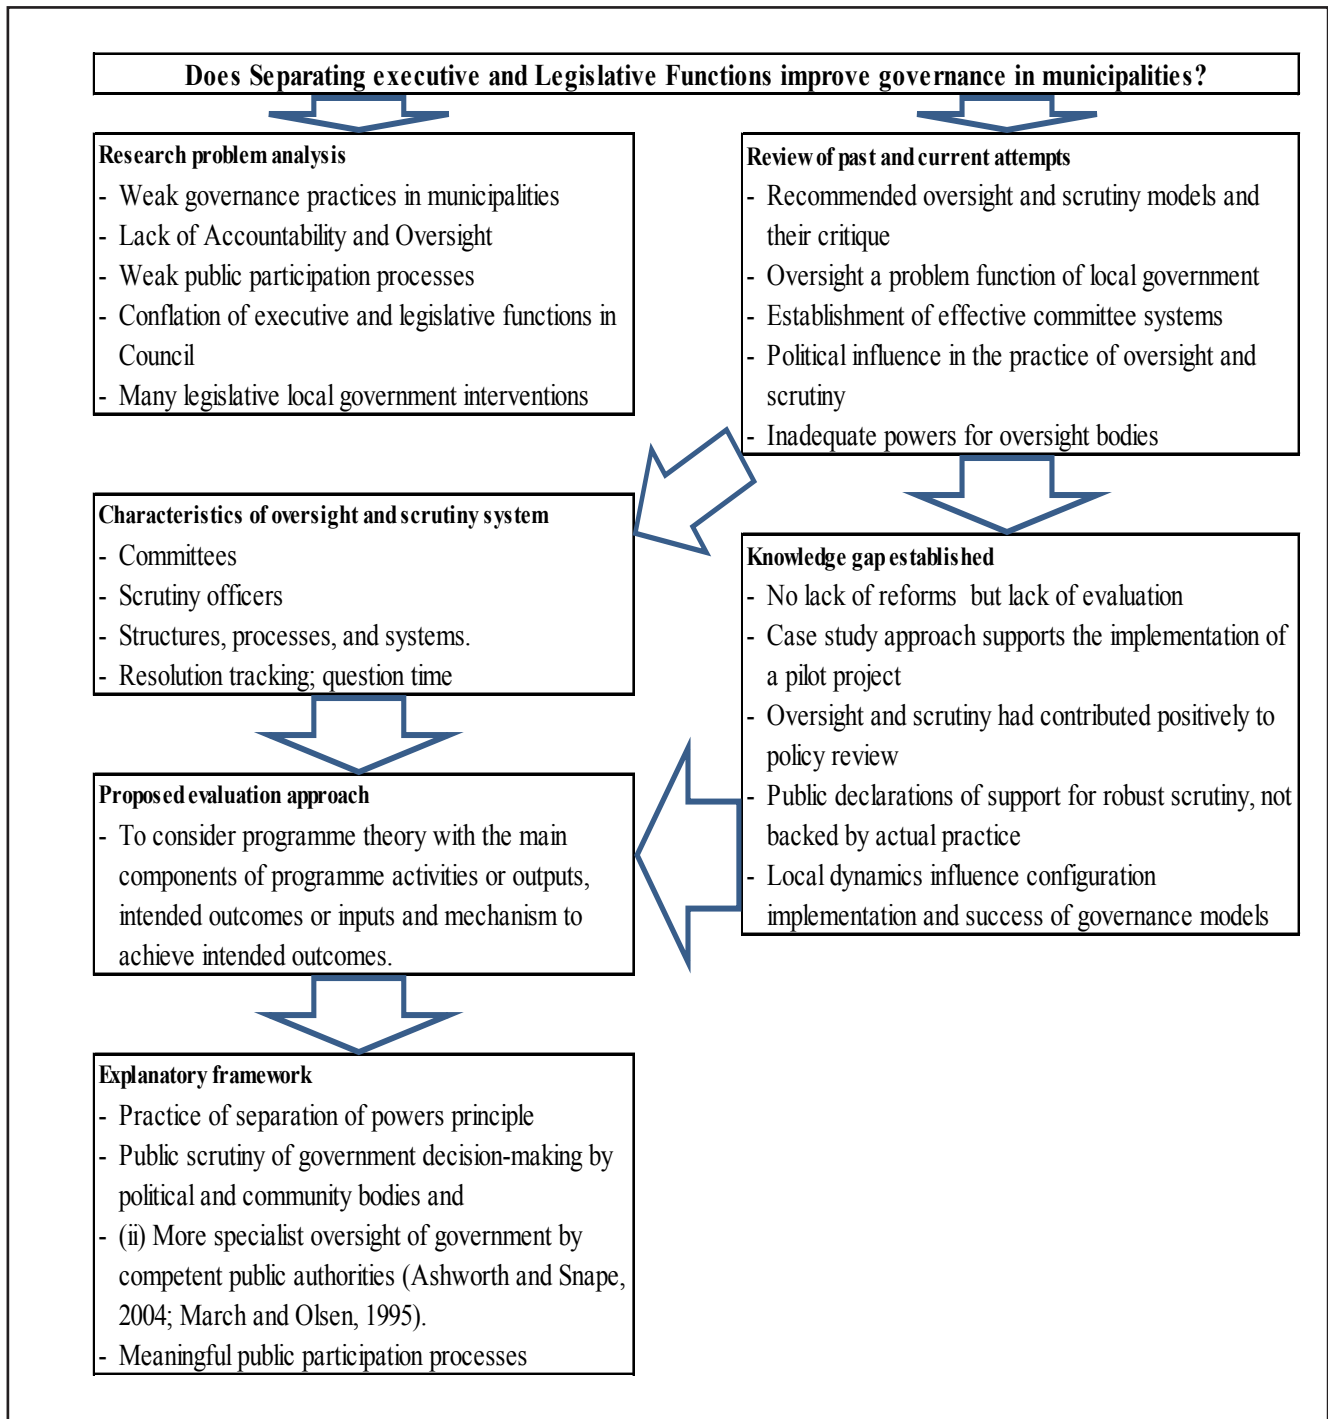 Does Separating executive and Legislative Functions improve governance in municipalities?
Research problem analysis
- Weak governance practices in municipalities
- Lack of Accountability and Oversight
- Weak public participation processes
- Conflation of executive and legislative functions in
Council
- Many legislative local government interventions
Review of past and current attempts
- Recommended oversight and scrutiny models and
their critique
- Oversight a problem function of local government
- Establishment of effective committee systems
- Political influence in the practice of oversight and
scrutiny
- Inadequate powers for oversight bodies
Characteristics of oversight and scrutiny system
- Committees
- Scrutiny officers
- Structures, processes, and systems.
- Resolution tracking; question time
Knowledge gap established
- No lack of reforms but lack of evaluation
- Case study approach supports the implementation of
a pilot project
- Oversight and scrutiny had contributed positively to
policy review
- Public declarations of support for robust scrutiny, not
backed by actual practice
- Local dynamics influence configuration
implementation and success of governance models
Proposed evaluation approach
- To consider programme theory with the main
components of programme activities or outputs,
intended outcomes or inputs and mechanism to
achieve intended outcomes.
Explanatory framework
- Practice of separation of powers principle
- Public scrutiny of government decision-making by
political and community bodies and
- (ii) More specialist oversight of government by
competent public authorities (Ashworth and Snape,
2004; March and Olsen, 1995).
- Meaningful public participation processes